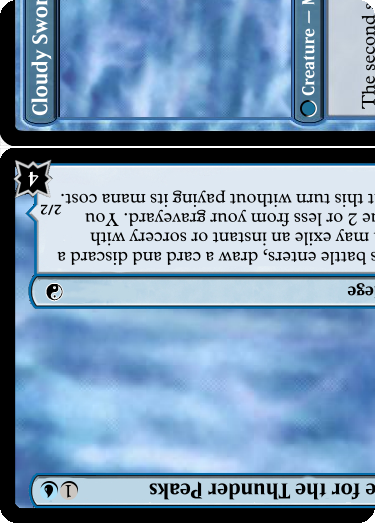 Cloudy Swor
Creature — M
The second s
e for the Thunder Peaks
1
ege
s battle enters, draw a card and discard a
may exile an instant or sorcery with
e 2 or less from your graveyard. You
t this turn without paying its mana cost.
2/2
4